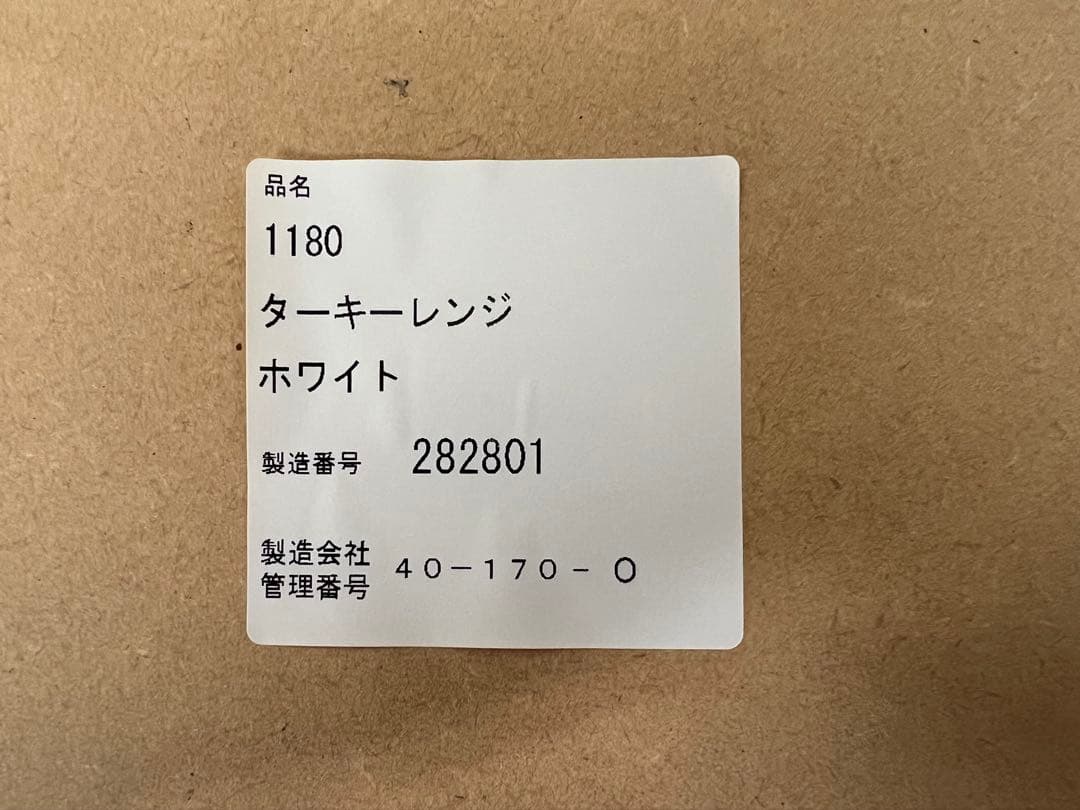 品名
1180
ターキーレンジ
ホワイト
製造番号 282801
製造会社
管理番号 40-170- O